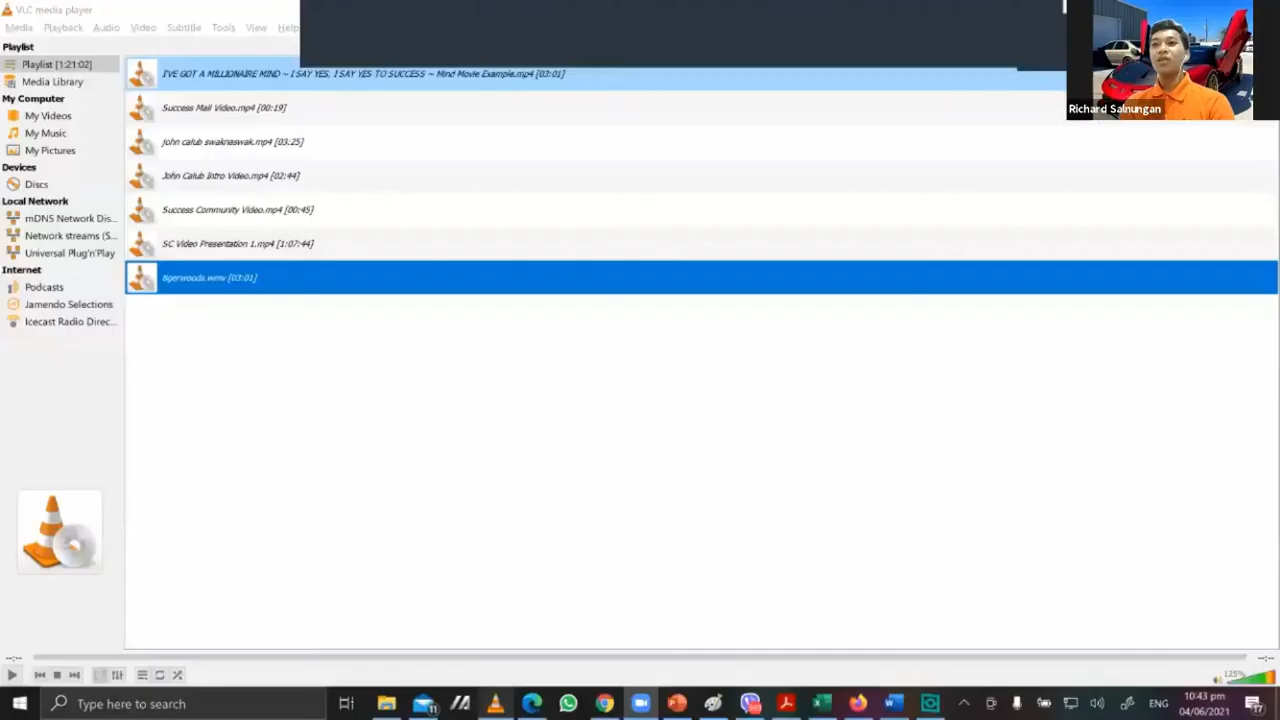 VLC media player
Media Playback Audio Video Subtitle Tools View Help
Playlist
Playlist [1:21:02]
Media Library
My Computer
My Videos
My Music
My Pictures
Devices
Discs
Local Network
mDNS Network Dis...
Network streams (S...
Universal Plug'n'Play
Internet
Podcasts
Jamendo Selections
Icecast Radio Direc...
I'VE GOT A MILLIONAIRE MIND ~ I SAY YES, I SAY YES TO SUCCESS ~ Mind Movie Example.mp4 [03:01]
Success Mall Video.mp4 [00:19]
John calub swaknaswak.mp4 [03:25]
John Calub Intro Video.mp4 [02:44]
Success Community Video.mp4 [00:45]
SC Video Presentation 1.mp4 [1:07:44]
tigerwoods.wmv [03:01]
Richard Salnungan
--:-- --:--
125%
Type here to search
11
ENG
10:43 pm
04/06/2021
17